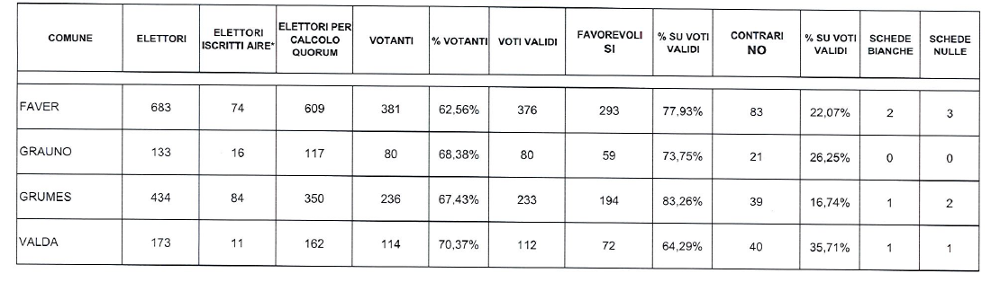 COMUNE ELETTORI ELETTORI ISCRITTI AIRE* ELETTORI PER CALCOLO QUORUM VOTANTI % VOTANTI VOTI VALIDI FAVOREVOLI SI % SU VOTI VALIDI CONTRARI NO % SU VOTI VALIDI SCHEDE BIANCHE SCHEDE NULLE
FAVER 683 74 609 381 62,56% 376 293 77,93% 83 22,07% 2 3
GRAUNO 133 16 117 80 68,38% 80 59 73,75% 21 26,25% 0 0
GRUMES 434 84 350 236 67,43% 233 194 83,26% 39 16,74% 1 2
VALDA 173 11 162 114 70,37% 112 72 64,29% 40 35,71% 1 1